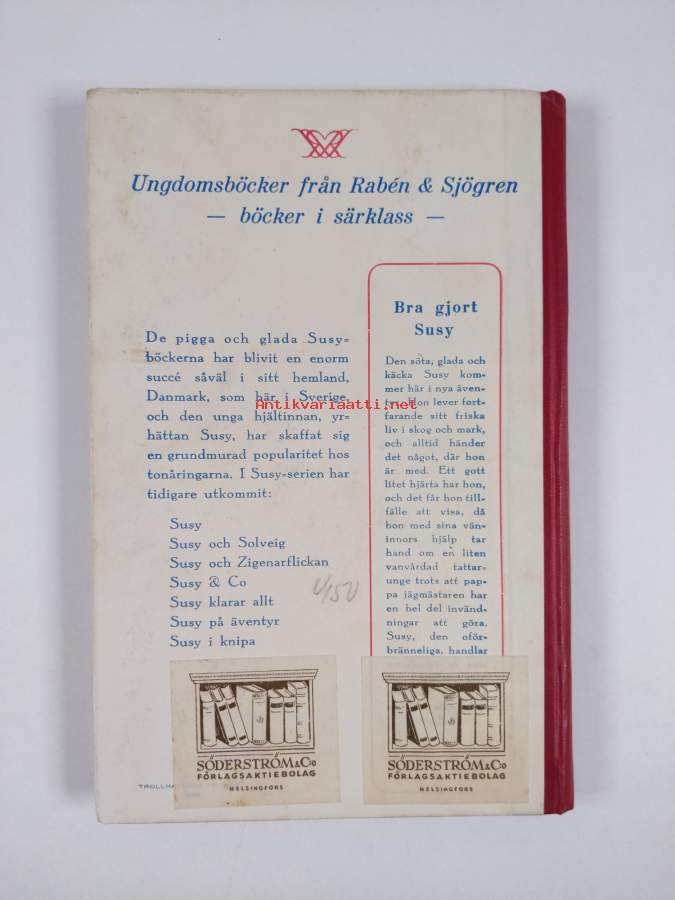 Ungdomsböcker från Rabén & Sjögren
— böcker i särklass —
De pigga och glada Susy-
böckerna har blivit en enorm
succé såväl i sitt hemland,
Danmark, som här i Sverige,
och den unga hjältinnan, yr-
hättan Susy, har skaffat sig
en grundmurad popularitet hos
tonåringarna. I Susy-serien har
tidigare utkommit:
Susy
Susy och Solveig
Susy och Zigenarflickan
Susy & Co
Susy klarar allt
Susy på äventyr
Susy i knipa
Bra gjort
Susy
Den söta, glada och
käcka Susy kom-
mer här i nya även-
tyr. Hon lever fort-
farande sitt friska
liv i skog och mark,
och alltid händer
det något, där hon
är med. Ett gott
litet hjärta har hon,
och det får hon till-
fälle att visa, då
hon med sina vän-
innors hjälp tar
hand om en liten
vanvårdad tattar-
unge trots att pap-
pa jägmästaren har
en hel del invänd-
ningar att göra.
Susy, den oför-
bränneliga, handlar
Antikvariaatti.net
SÖDERSTRÖM & Co
FÖRLAGSAKTIEBOLAG
HELSINGFORS
SÖDERSTRÖM & Co
FÖRLAGSAKTIEBOLAG
HELSINGFORS